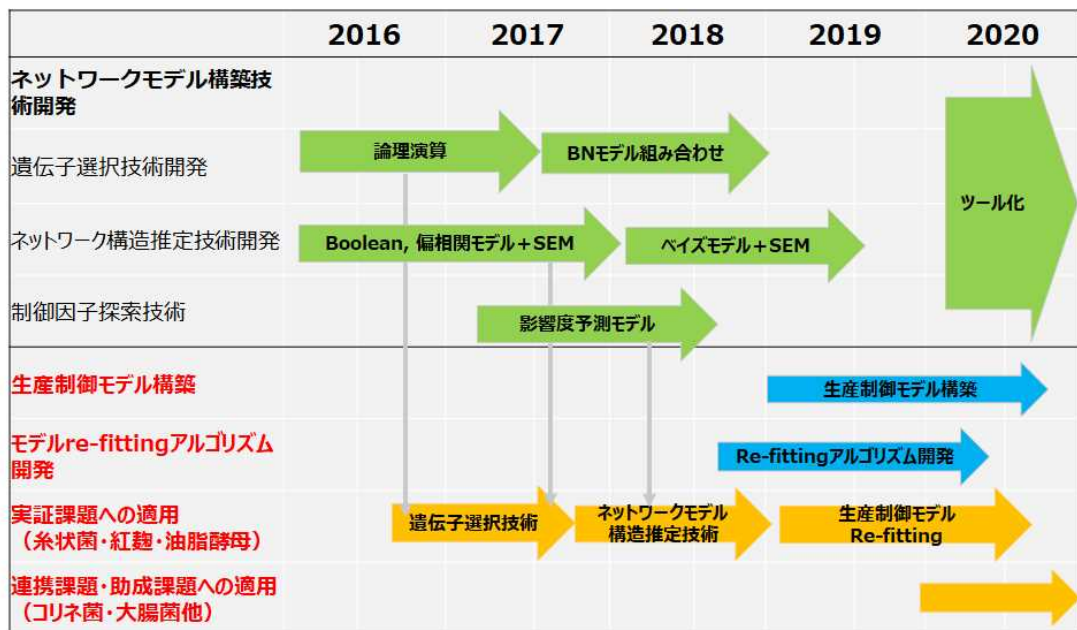 2016 2017 2018 2019 2020
ネットワークモデル構築技
術開発
遺伝子選択技術開発
論理演算
BNモデル組み合わせ
ツール化
ネットワーク構造推定技術開発
Boolean, 偏相関モデル+SEM
ベイズモデル+SEM
制御因子探索技術
影響度予測モデル
生産制御モデル構築
生産制御モデル構築
モデルre-fittingアルゴリズム
開発
Re-fittingアルゴリズム開発
実証課題への適用
（糸状菌・紅麹・油脂酵母）
遺伝子選択技術
ネットワークモデル
構造推定技術
生産制御モデル
Re-fitting
連携課題・助成課題への適用
（コリネ菌・大腸菌他）